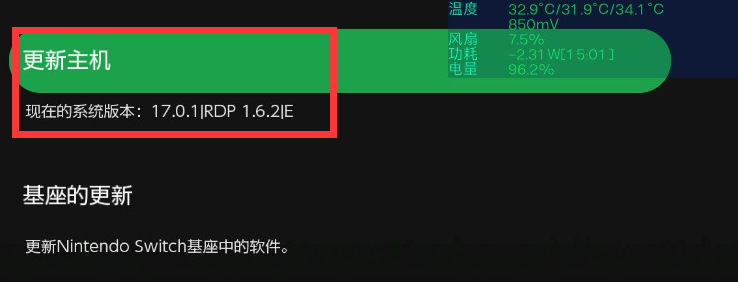 温度 32.9°C/31.9°C/34.1°C
850mV
风扇 7.5%
功耗 -2.31W[15:01]
电量 96.2%
更新主机
现在的系统版本：17.0.1|RDP 1.6.2|E
基座的更新
更新Nintendo Switch基座中的软件。